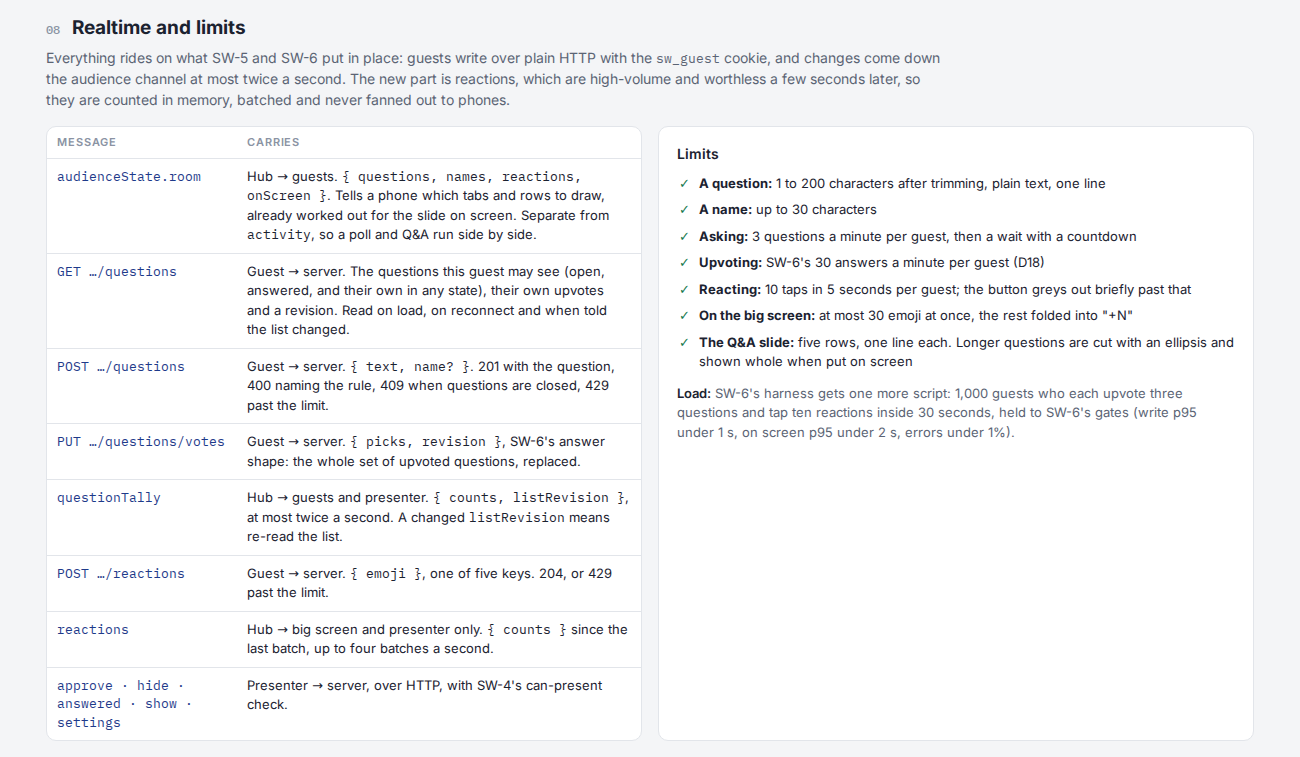 08 Realtime and limits
Everything rides on what SW-5 and SW-6 put in place: guests write over plain HTTP with the sw_guest cookie, and changes come down
the audience channel at most twice a second. The new part is reactions, which are high-volume and worthless a few seconds later, so
they are counted in memory, batched and never fanned out to phones.
MESSAGE CARRIES
audienceState.room
Hub → guests. { questions, names, reactions,
onScreen }. Tells a phone which tabs and rows to draw,
already worked out for the slide on screen. Separate from
activity, so a poll and Q&A run side by side.
GET …/questions
Guest → server. The questions this guest may see (open,
answered, and their own in any state), their own upvotes
and a revision. Read on load, on reconnect and when told
the list changed.
POST …/questions
Guest → server. { text, name? }. 201 with the question,
400 naming the rule, 409 when questions are closed, 429
past the limit.
PUT …/questions/votes
Guest → server. { picks, revision }, SW-6's answer
shape: the whole set of upvoted questions, replaced.
questionTally
Hub → guests and presenter. { counts, listRevision },
at most twice a second. A changed listRevision means
re-read the list.
POST …/reactions
Guest → server. { emoji }, one of five keys. 204, or 429
past the limit.
reactions
Hub → big screen and presenter only. { counts } since the
last batch, up to four batches a second.
approve · hide ·
answered · show ·
settings
Presenter → server, over HTTP, with SW-4's can-present
check.
Limits
✓ A question: 1 to 200 characters after trimming, plain text, one line
✓ A name: up to 30 characters
✓ Asking: 3 questions a minute per guest, then a wait with a countdown
✓ Upvoting: SW-6's 30 answers a minute per guest (D18)
✓ Reacting: 10 taps in 5 seconds per guest; the button greys out briefly past that
✓ On the big screen: at most 30 emoji at once, the rest folded into "+N"
✓ The Q&A slide: five rows, one line each. Longer questions are cut with an ellipsis and
shown whole when put on screen
Load: SW-6's harness gets one more script: 1,000 guests who each upvote three
questions and tap ten reactions inside 30 seconds, held to SW-6's gates (write p95
under 1 s, on screen p95 under 2 s, errors under 1%).